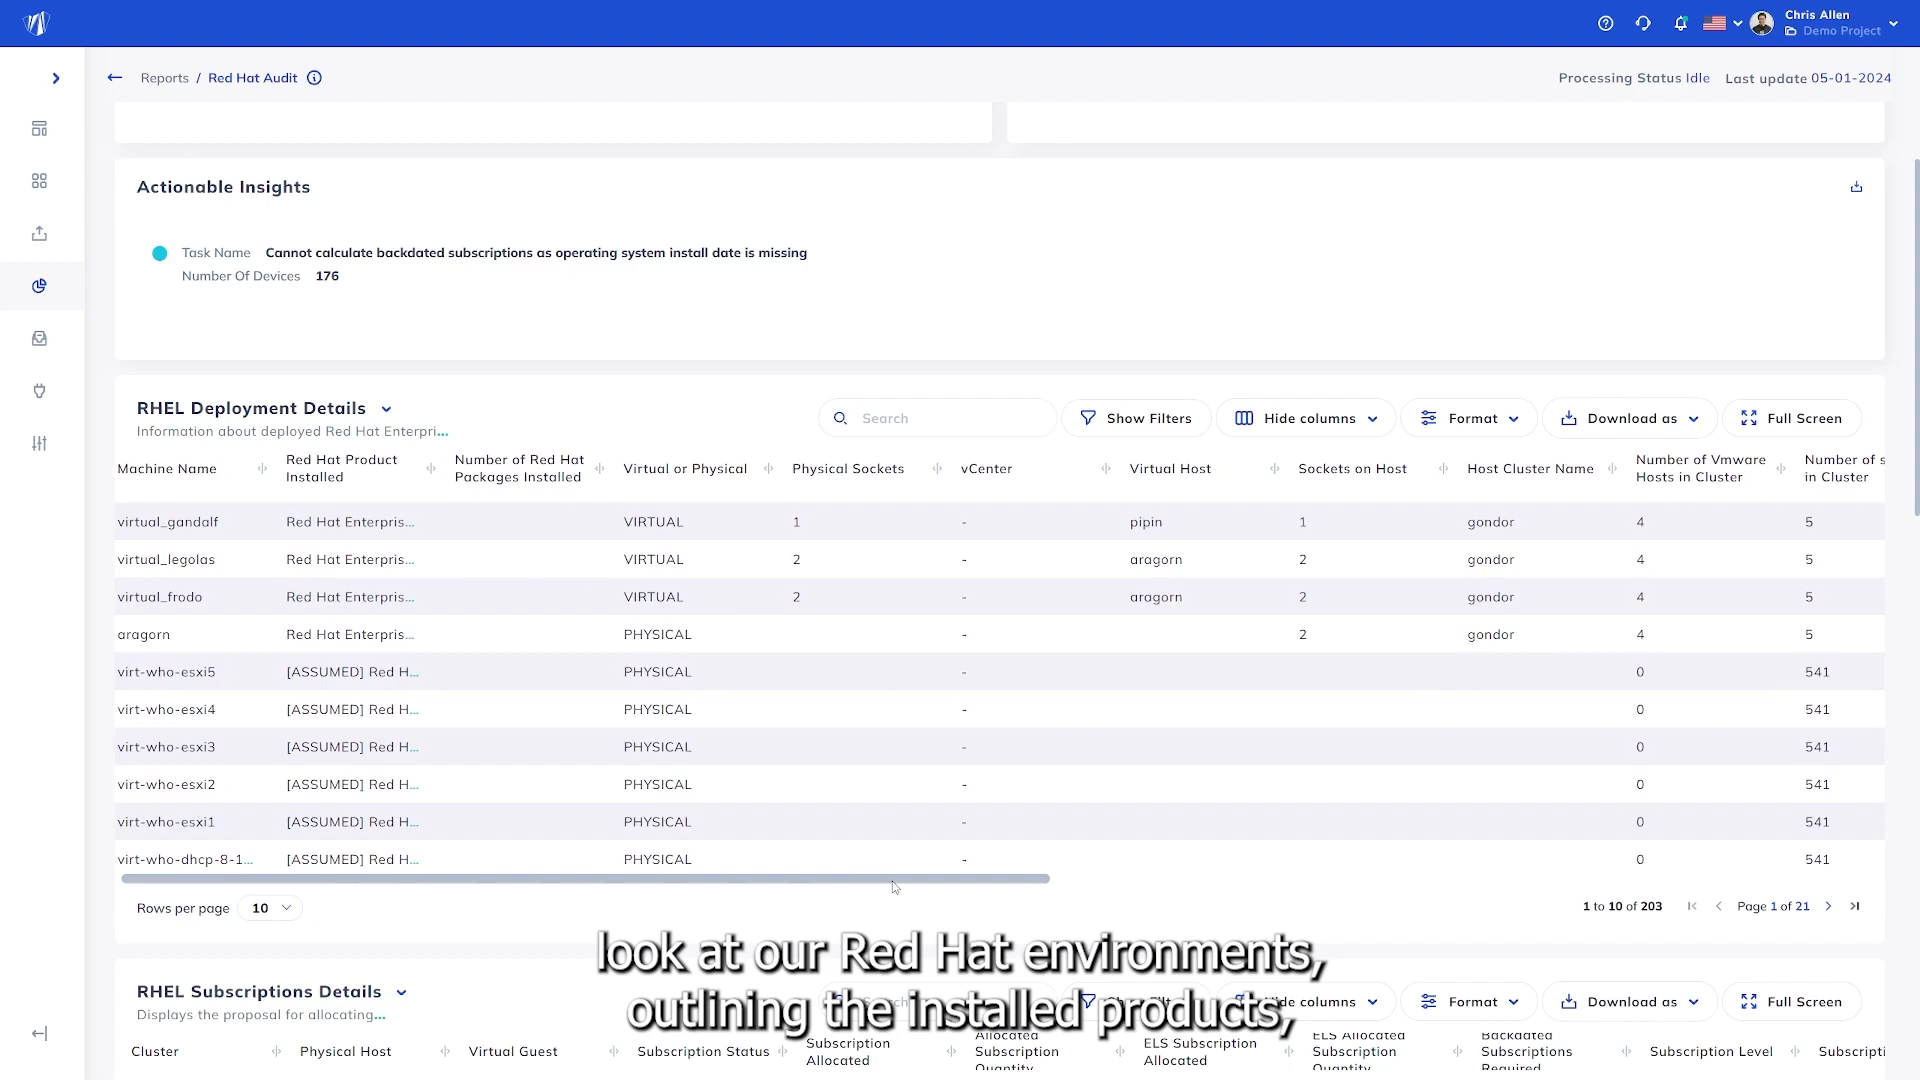 Chris Allen
Demo Project
Reports / Red Hat Audit
Processing Status Idle Last update 05-01-2024
Actionable Insights
Task Name Cannot calculate backdated subscriptions as operating system install date is missing
Number Of Devices 176
RHEL Deployment Details
Information about deployed Red Hat Enterpri...
Search Show Filters Hide columns Format Download as Full Screen
Machine Name Red Hat Product Installed Number of Red Hat Packages Installed Virtual or Physical Physical Sockets vCenter Virtual Host Sockets on Host Host Cluster Name Number of Vmware Hosts in Cluster Number of s in Cluster
virtual_gandalf Red Hat Enterpris... VIRTUAL 1 - pipin 1 gondor 4 5
virtual_legolas Red Hat Enterpris... VIRTUAL 2 - aragorn 2 gondor 4 5
virtual_frodo Red Hat Enterpris... VIRTUAL 2 - aragorn 2 gondor 4 5
aragorn Red Hat Enterpris... PHYSICAL - 2 gondor 4 5
virt-who-esxi5 [ASSUMED] Red H... PHYSICAL - 0 541
virt-who-esxi4 [ASSUMED] Red H... PHYSICAL - 0 541
virt-who-esxi3 [ASSUMED] Red H... PHYSICAL - 0 541
virt-who-esxi2 [ASSUMED] Red H... PHYSICAL - 0 541
virt-who-esxi1 [ASSUMED] Red H... PHYSICAL - 0 541
virt-who-dhcp-8-1... [ASSUMED] Red H... PHYSICAL - 0 541
Rows per page 10
1 to 10 of 203 Page 1 of 21
look at our Red Hat environments,
outlining the installed products,
RHEL Subscriptions Details
Displays the proposal for allocating...
Hide columns Format Download as Full Screen
Cluster Physical Host Virtual Guest Subscription Status Subscription Allocated Allocated Subscription Quantity ELS Subscription Allocated ELS Allocated Subscription Quantity Backdated Subscriptions Required Subscription Level Subscripti